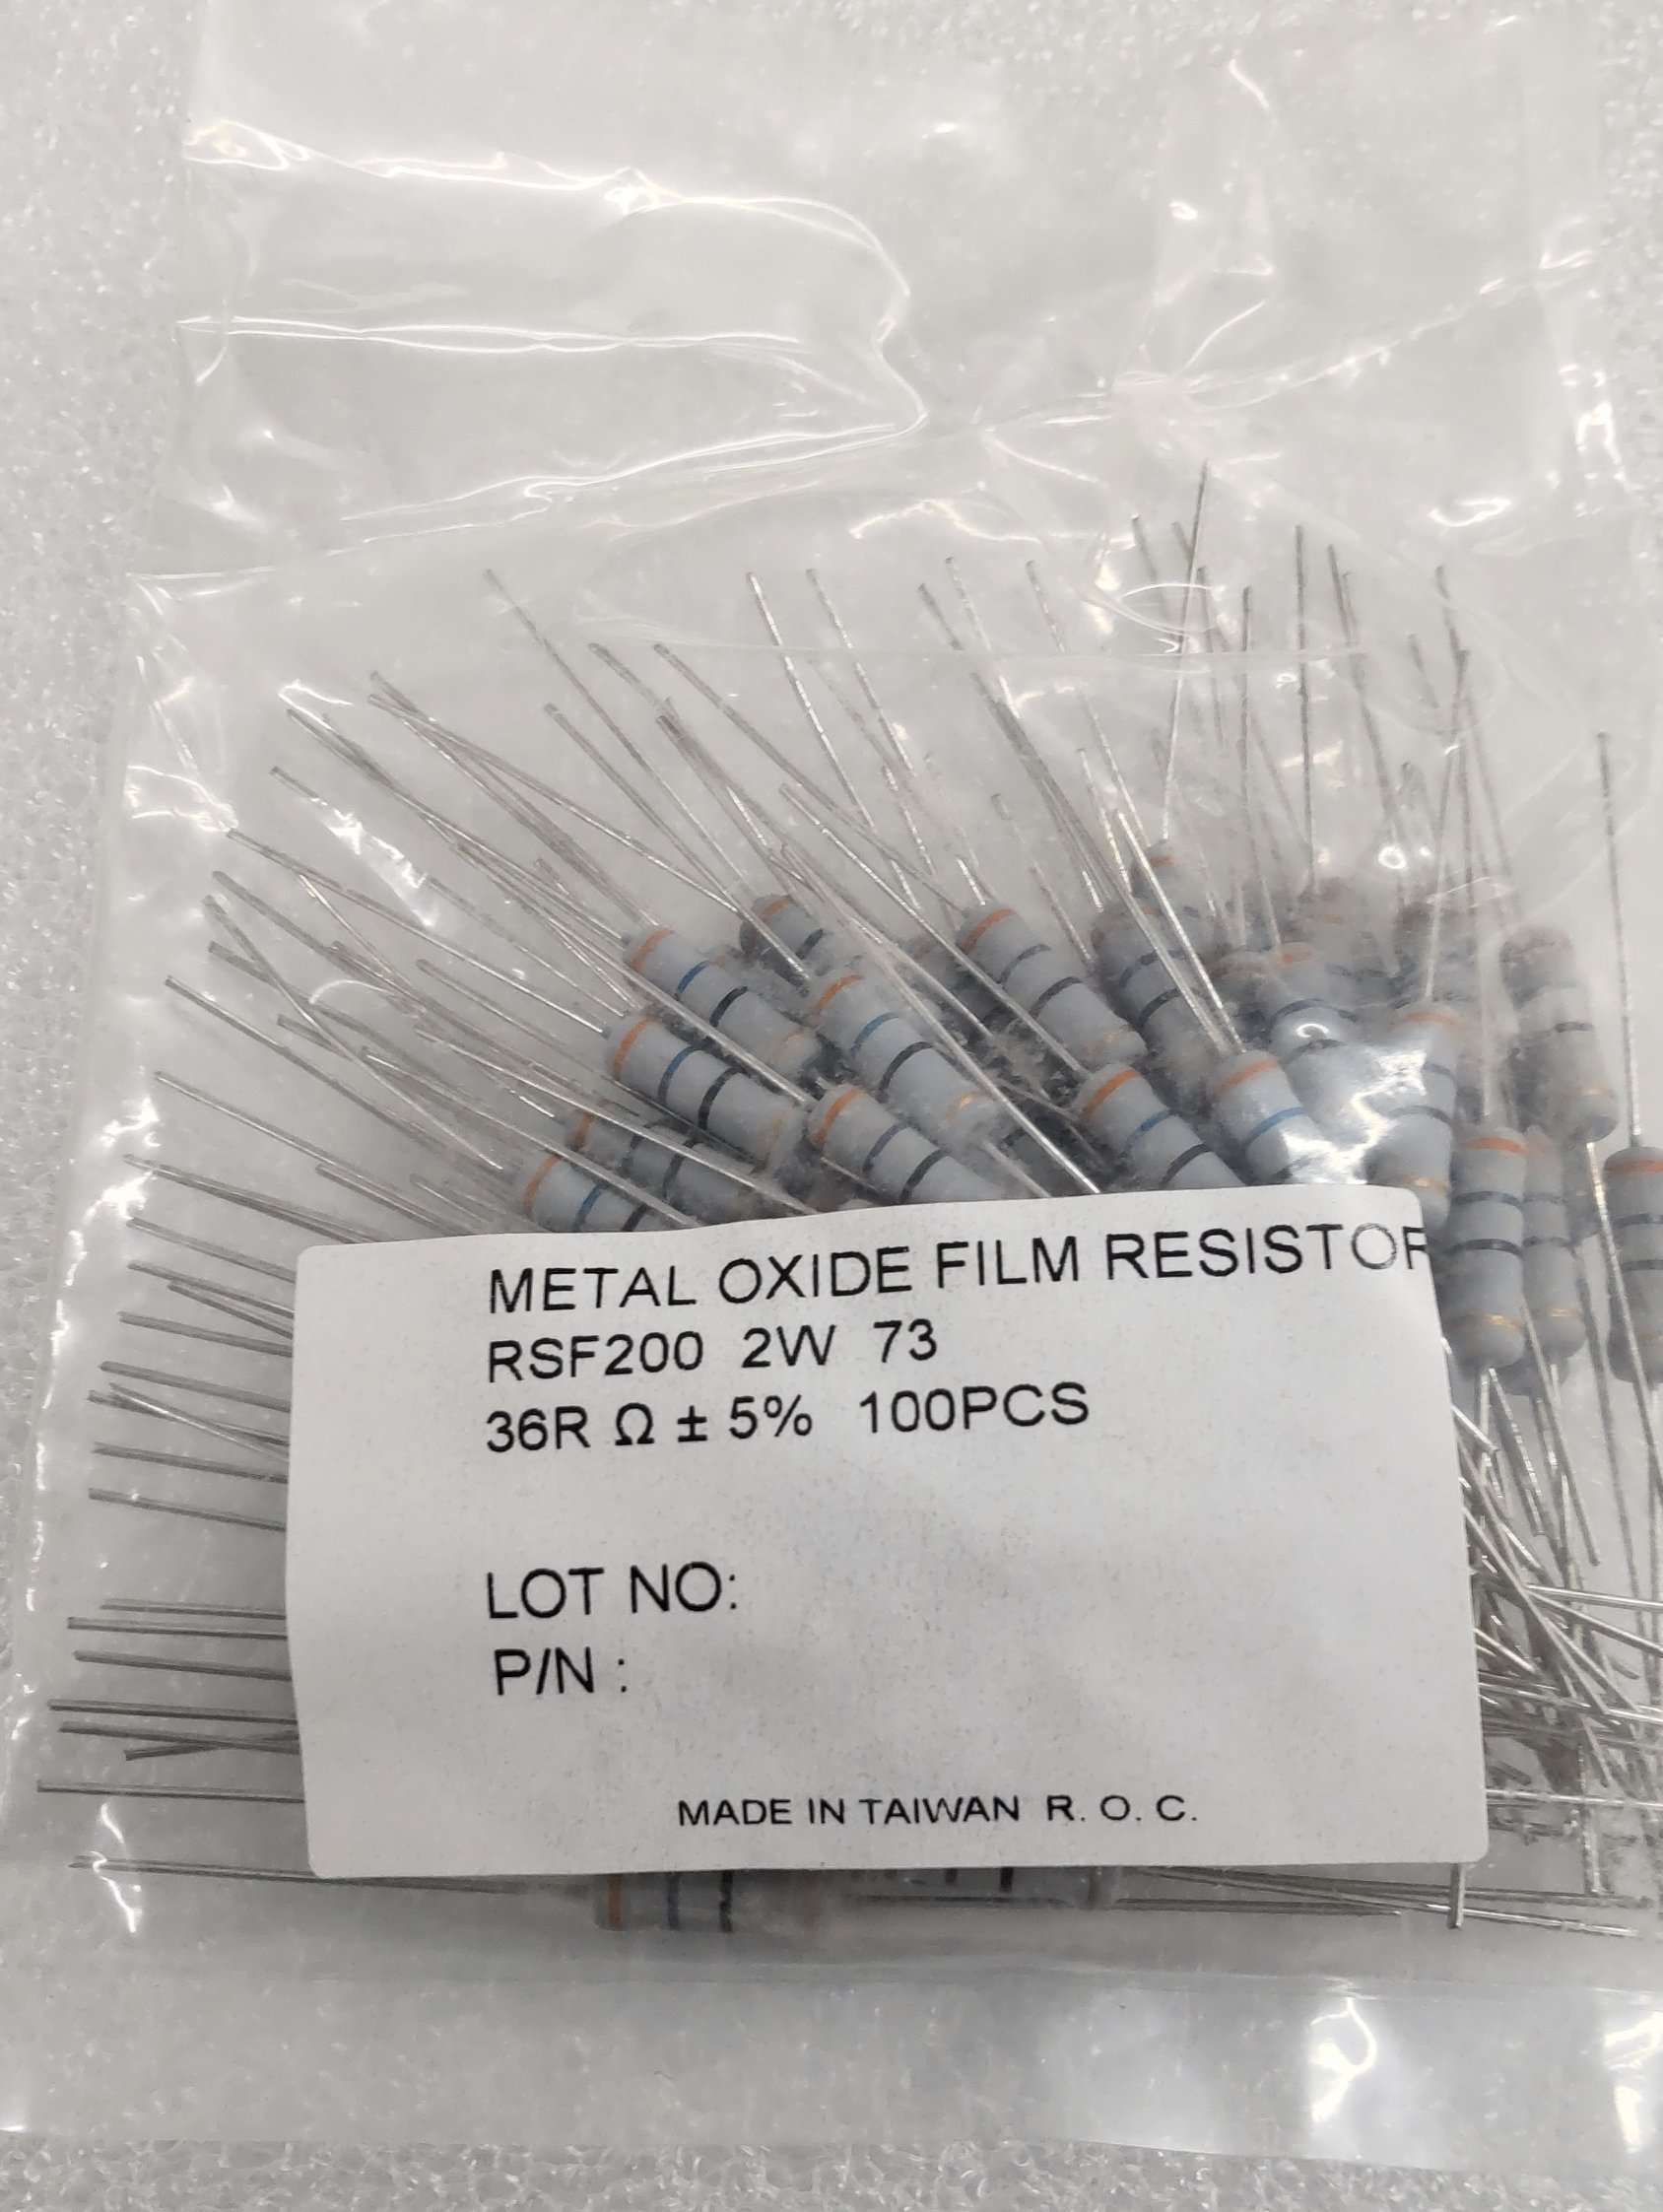 METAL OXIDE FILM RESISTOR
RSF200 2W 73
36R Ω ± 5% 100PCS
LOT NO:
P/N :
MADE IN TAIWAN R. O. C.